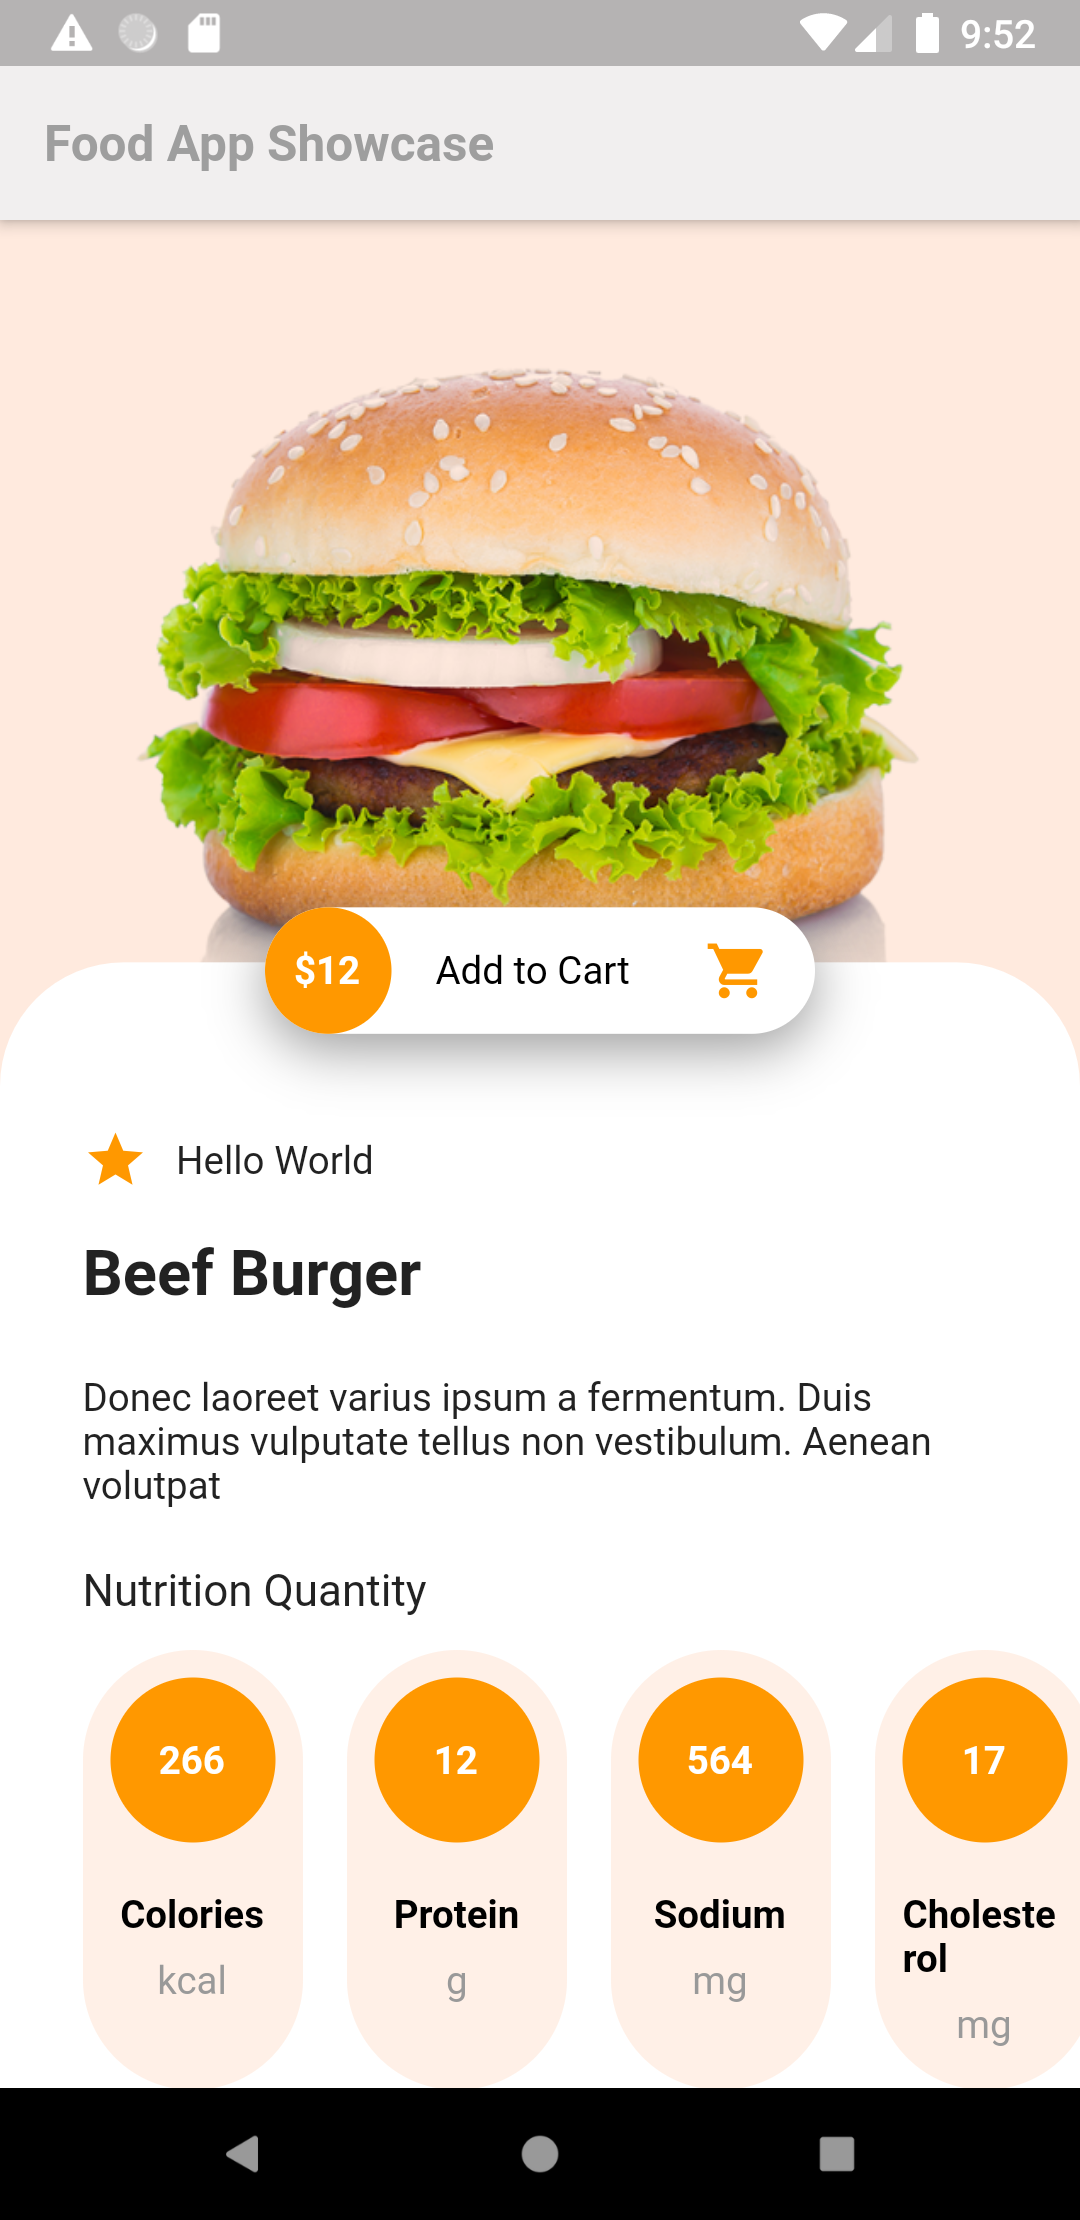 9:52
Food App Showcase
$12 Add to Cart
Hello World
Beef Burger
Donec laoreet varius ipsum a fermentum. Duis
maximus vulputate tellus non vestibulum. Aenean
volutpat
Nutrition Quantity
266 12 564 17
Colories Protein Sodium Choleste
rol
kcal g mg mg